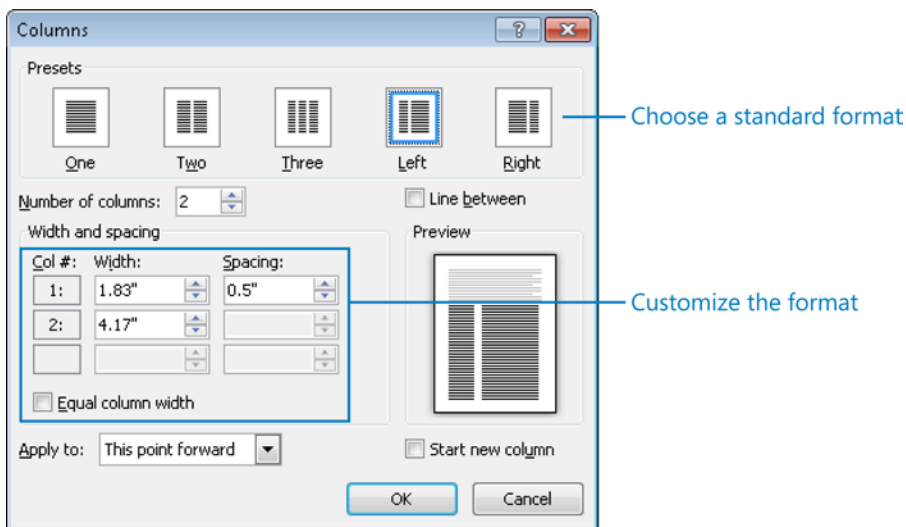 Columns
Presets
One Two Three Left Right
Choose a standard format
Number of columns: 2
Line between
Width and spacing
Preview
Col #: Width: Spacing:
1: 1.83" 0.5"
2: 4.17"
Customize the format
Equal column width
Apply to: This point forward
Start new column
OK Cancel